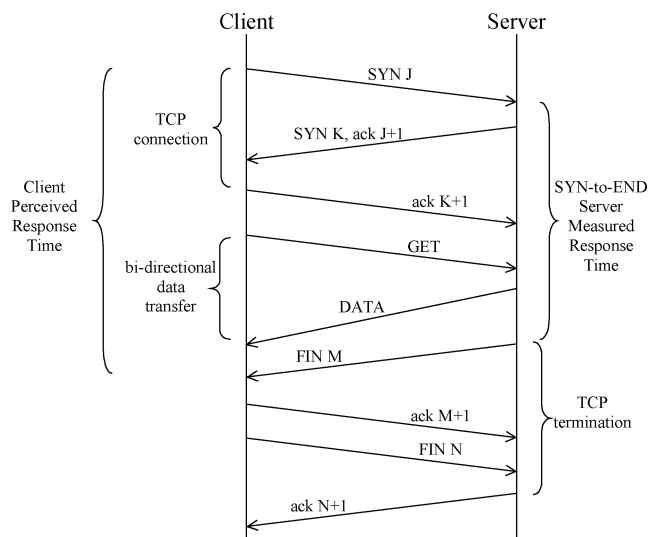 Client
Server
SYN J
TCP
connection
SYN K, ack J+1
Client
Perceived
Response
Time
SYN-to-END
Server
Measured
Response
Time
ack K+1
GET
bi-directional
data
transfer
DATA
FIN M
TCP
termination
ack M+1
FIN N
ack N+1